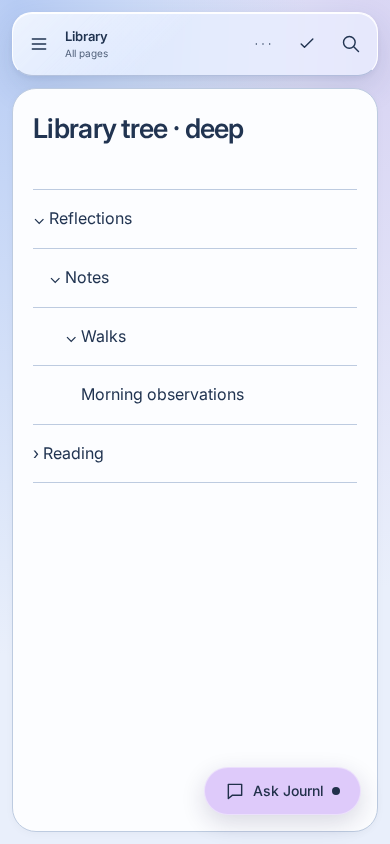 Library
All pages
...
Library tree · deep
Reflections
Notes
Walks
Morning observations
Reading
Ask Journl